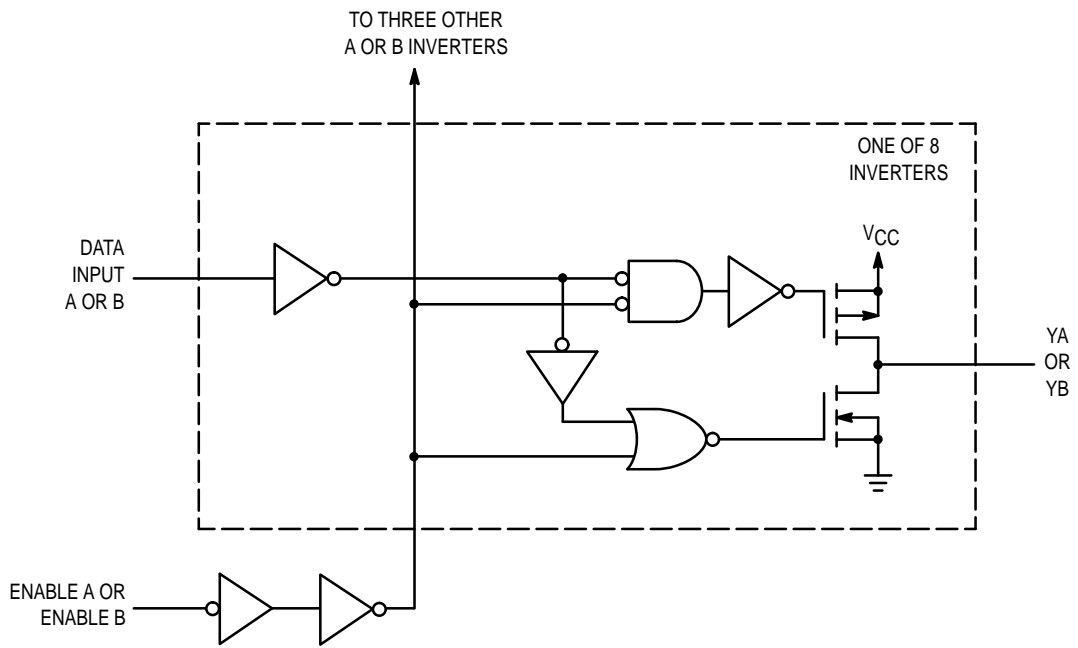 TO THREE OTHER
A OR B INVERTERS
ONE OF 8
INVERTERS
DATA
INPUT
A OR B
VCC
YA
OR
YB
ENABLE A OR
ENABLE B